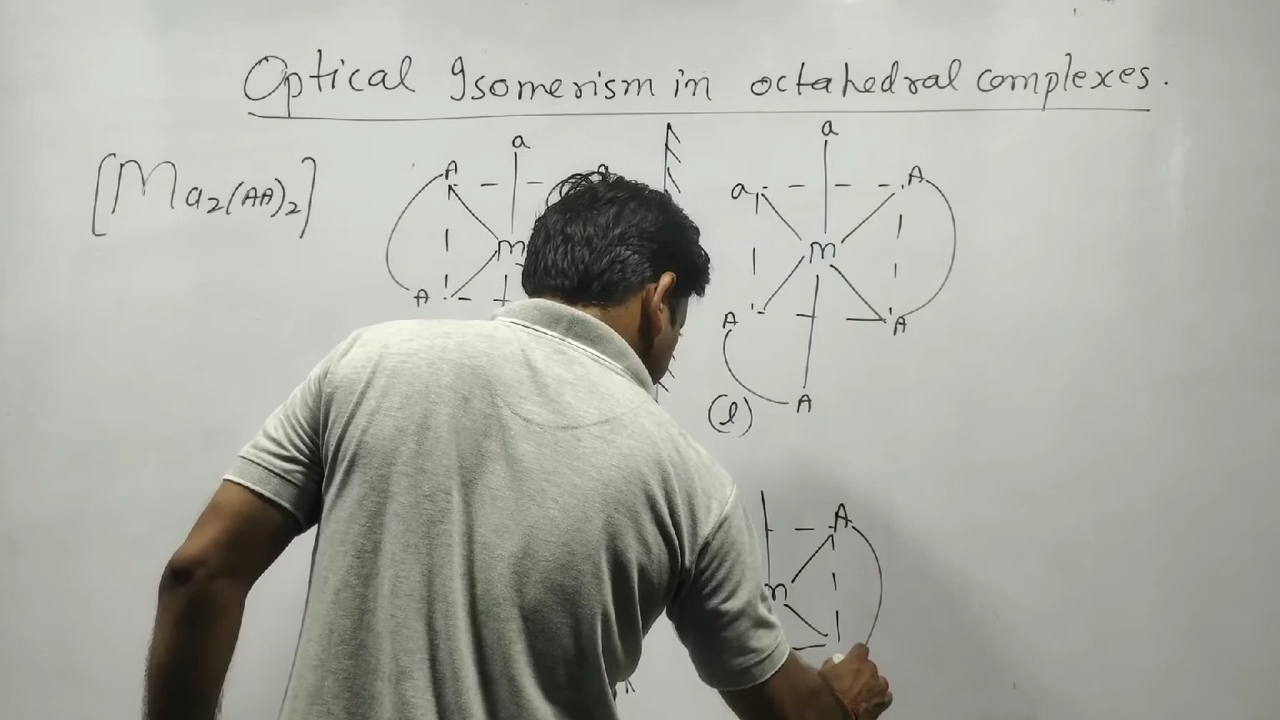 Optical Isomerism in octahedral complexes.
[Ma2(AA)2]
a a
A a A
m m
A A A
A
(l)
A
m